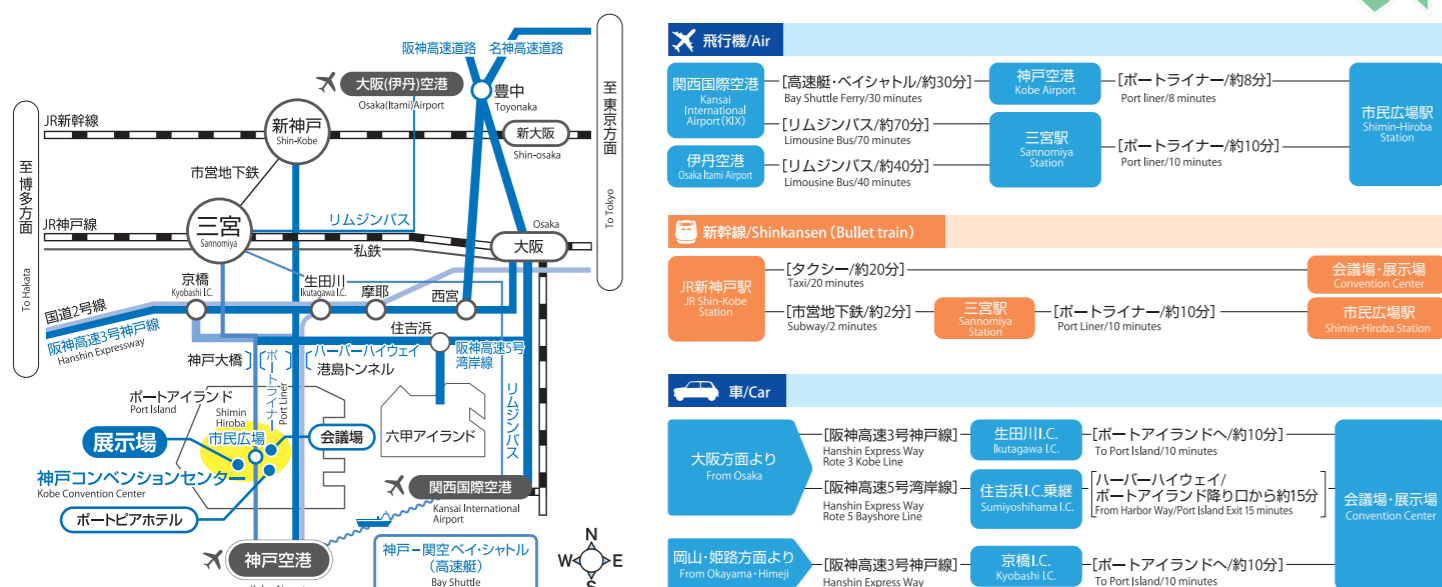 阪神高速道路 名神高速道路
大阪(伊丹)空港
Osaka(Itami)Airport
豊中
Toyonaka
至東京方面
To Tokyo
JR新幹線
新神戸
Shin-Kobe
新大阪
Shin-osaka
至博多方面
To Hakata
市営地下鉄
JR神戸線
三宮
Sannomiya
リムジンバス
私鉄
Osaka
大阪
京橋
Kyobashi I.C.
生田川
Ikutagawa I.C.
摩耶
西宮
国道2号線
阪神高速3号神戸線
Hanshin Expressway
住吉浜
神戸大橋
ポートライナー
Port Liner
ハーバーハイウェイ
港島トンネル
阪神高速5号
湾岸線
リムジンバス
ポートアイランド
Port Island
Shimin
Hiroba
市民広場
展示場
会議場
六甲アイランド
神戸コンベンションセンター
Kobe Convention Center
ポートピアホテル
関西国際空港
Kansai International
Airport
神戸空港
神戸-関空ベイ・シャトル
(高速艇)
Bay Shuttle
N
W E
S
飛行機/Air
関西国際空港
Kansai
International
Airport(KIX)
[高速艇・ベイシャトル/約30分]
Bay Shuttle Ferry/30 minutes
神戸空港
Kobe Airport
[ポートライナー/約8分]
Port liner/8 minutes
市民広場駅
Shimin-Hiroba
Station
[リムジンバス/約70分]
Limousine Bus/70 minutes
三宮駅
Sannomiya
Station
[ポートライナー/約10分]
Port liner/10 minutes
伊丹空港
Osaka Itami Airport
[リムジンバス/約40分]
Limousine Bus/40 minutes
新幹線/Shinkansen (Bullet train)
JR新神戸駅
JR Shin-Kobe
Station
[タクシー/約20分]
Taxi/20 minutes
会議場・展示場
Convention Center
[市営地下鉄/約2分]
Subway/2 minutes
三宮駅
Sannomiya
Station
[ポートライナー/約10分]
Port Liner/10 minutes
市民広場駅
Shimin-Hiroba Station
車/Car
大阪方面より
From Osaka
[阪神高速3号神戸線]
Hanshin Express Way
Rote 3 Kobe Line
生田川I.C.
Ikutagawa I.C.
[ポートアイランドへ/約10分]
To Port Island/10 minutes
[阪神高速5号湾岸線]
Hanshin Express Way
Rote 5 Bayshore Line
住吉浜I.C.乗継
Sumiyoshihama I.C.
[ハーバーハイウェイ/
ポートアイランド降り口から約15分]
From Harbor Way/Port Island Exit 15 minutes
会議場・展示場
Convention Center
岡山・姫路方面より
From Okayama・Himeji
[阪神高速3号神戸線]
Hanshin Express Way
京橋I.C.
Kyobashi I.C.
[ポートアイランドへ/約10分]
To Port Island/10 minutes